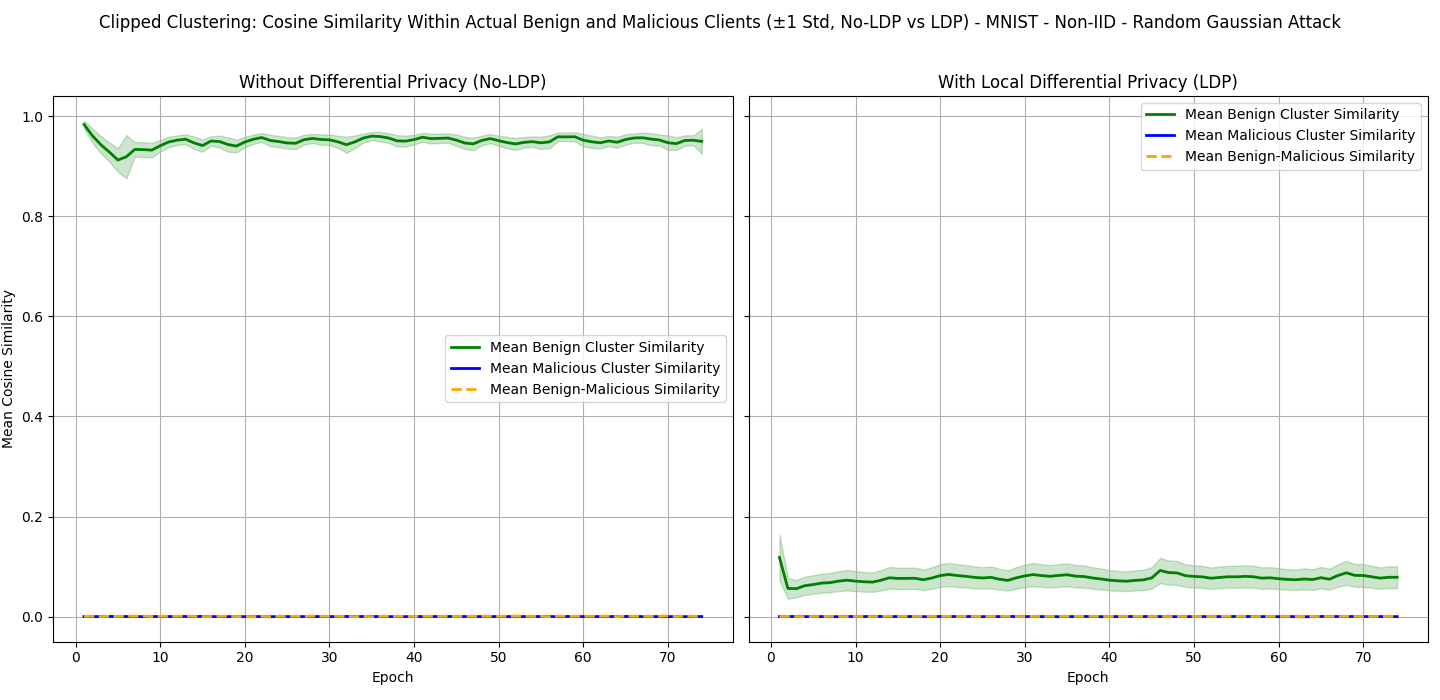 Clipped Clustering: Cosine Similarity Within Actual Benign and Malicious Clients (±1 Std, No-LDP vs LDP) - MNIST - Non-IID - Random Gaussian Attack
Without Differential Privacy (No-LDP)
Mean Cosine Similarity
1.0
0.8
0.6
0.4
0.2
0.0
Mean Benign Cluster Similarity
Mean Malicious Cluster Similarity
Mean Benign-Malicious Similarity
0 10 20 30 40 50 60 70
Epoch
With Local Differential Privacy (LDP)
Mean Benign Cluster Similarity
Mean Malicious Cluster Similarity
Mean Benign-Malicious Similarity
0 10 20 30 40 50 60 70
Epoch